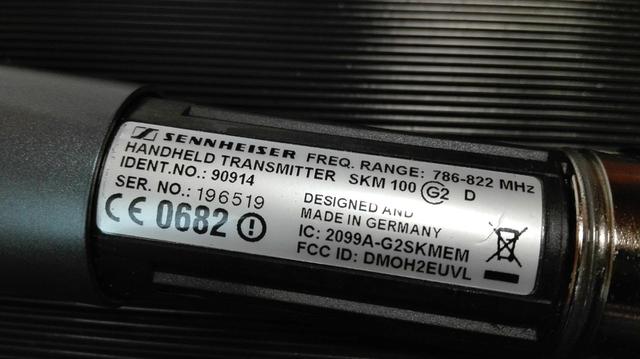 SENNHEISER FREQ. RANGE: 786-822 MHz
HANDHELD TRANSMITTER SKM 100 G2 D
IDENT.NO.: 90914
SER. NO.: 196519
CE 0682
DESIGNED AND
MADE IN GERMANY
IC: 2099A-G2SKMEM
FCC ID: DMOH2EUVL